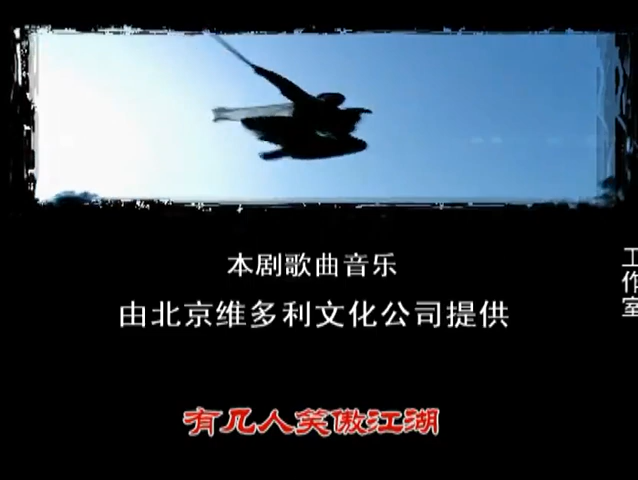 本剧歌曲音乐
由北京维多利文化公司提供
工作室
有几人笑傲江湖